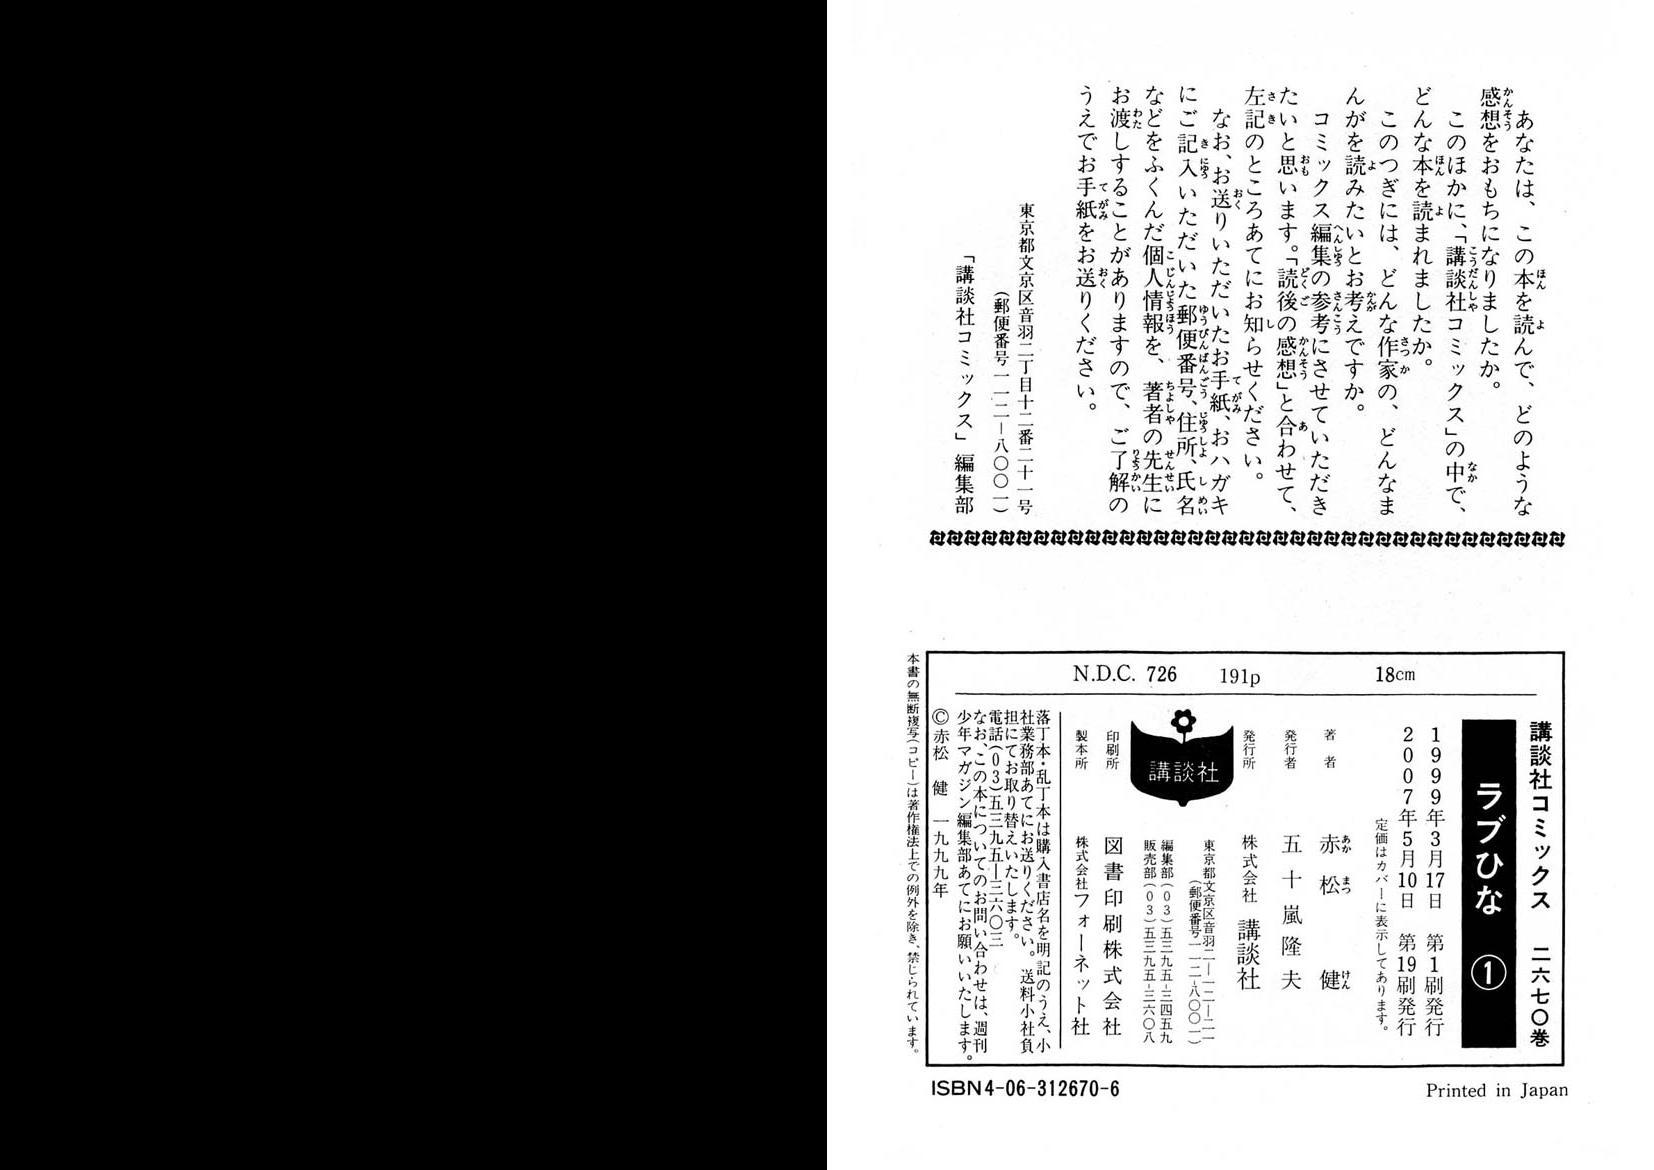 あなたは、この本を読んで、どのような
感想をおもちになりましたか。
このほかに、「講談社コミックス」の中で、
どんな本を読まれましたか。
このつぎには、どんな作家の、どんなま
んがを読みたいとお考えですか。
コミックス編集の参考にさせていただき
たいと思います。「読後の感想」と合わせて、
左記のところあてにお知らせください。
なお、お送りいただいたお手紙、おハガキ
にご記入いただいた郵便番号、住所、氏名
などをふくんだ個人情報を、著者の先生に
お渡しすることがありますので、ご了解の
うえでお手紙をお送りください。
東京都文京区音羽二丁目十二番二十一号
(郵便番号一一二―八〇〇一)
「講談社コミックス」編集部
N.D.C. 726 191p 18cm
講談社コミックス 二六七〇巻
ラブひな ①
1999年3月17日 第1刷発行
2007年5月10日 第19刷発行
定価はカバーに表示してあります。
著者 赤松 健
発行者 五十嵐隆夫
発行所 株式会社 講談社
東京都文京区音羽二―一二―二一
(郵便番号一一二―八〇〇一)
編集部(03)五三九五―三四五九
販売部(03)五三九五―三六〇八
講談社
印刷所 図書印刷株式会社
製本所 株式会社フォーネット社
落丁本・乱丁本は購入書店名を明記のうえ、小
社業務部あてにお送りください。送料小社負
担にてお取り替えいたします。
電話(03)五三九五―三六〇三
なお、この本についてのお問い合わせは、週刊
少年マガジン編集部あてにお願いいたします。
© 赤松 健 一九九九年
本書の無断複写(コピー)は著作権法上での例外を除き、禁じられています。
ISBN4-06-312670-6
Printed in Japan